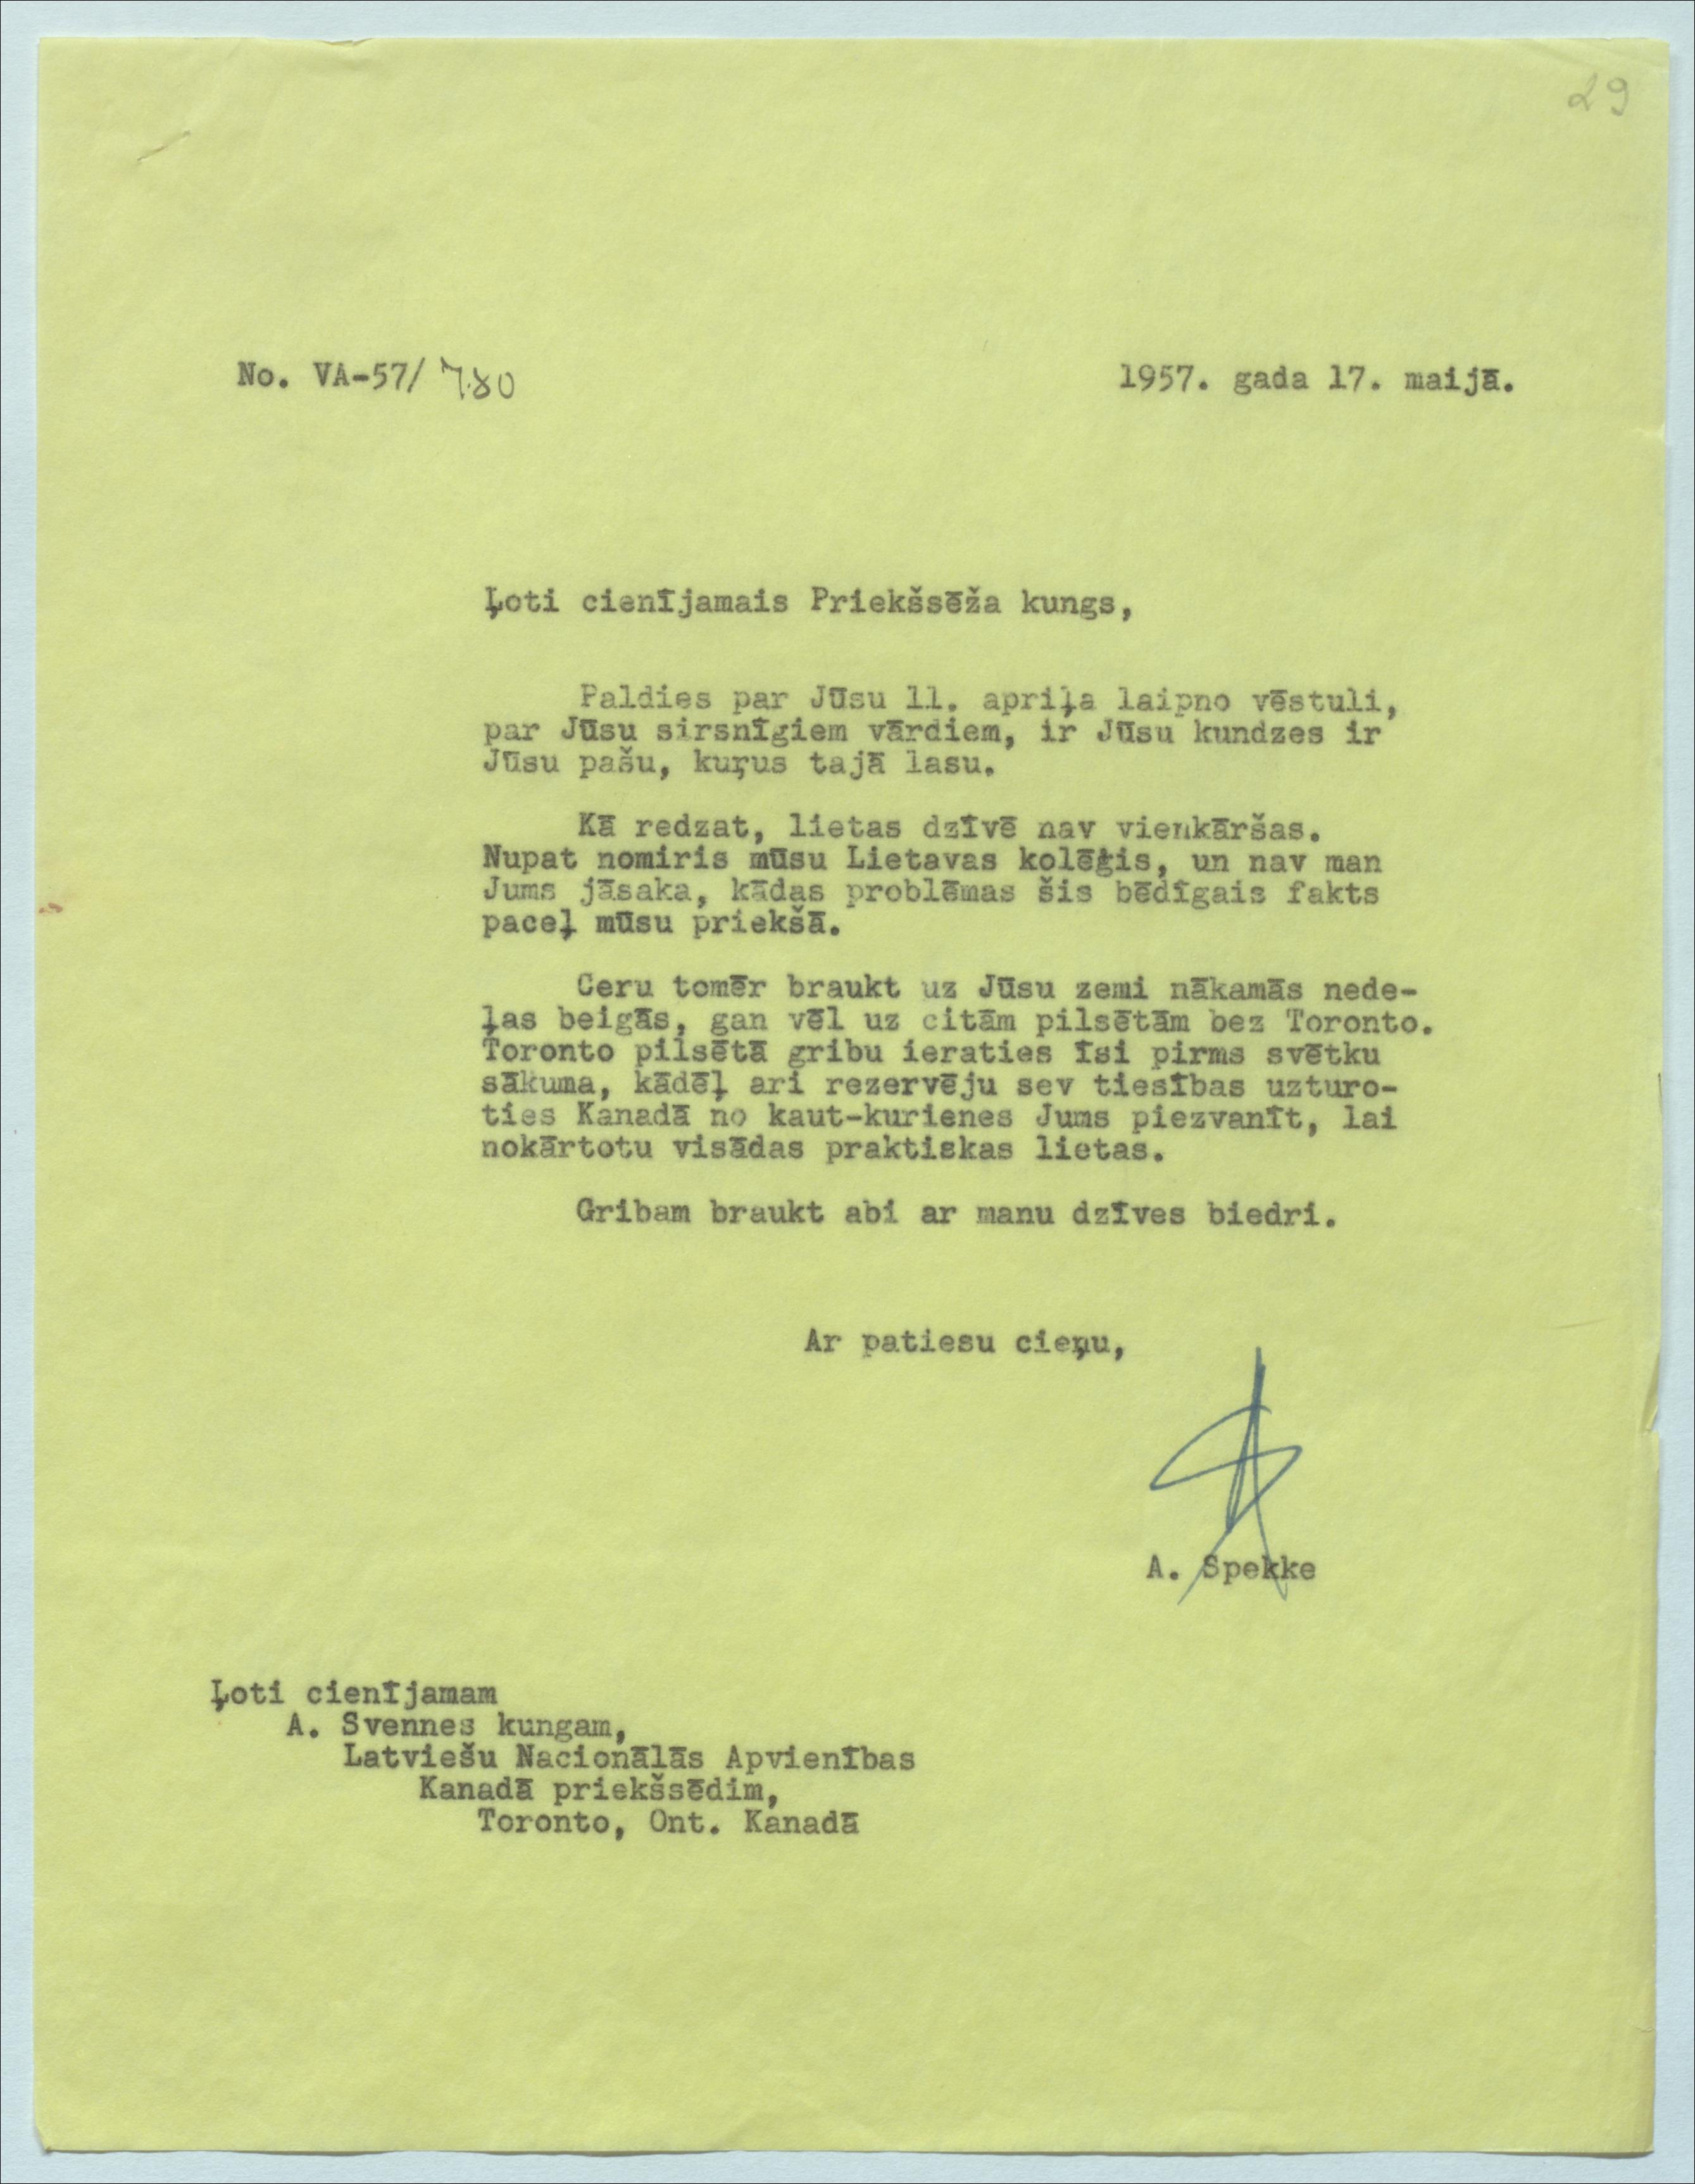 29
No. VA-57/780
1957. gada 17. maijā.
Ļoti cienījamais Priekšsēža kungs,
Paldies par Jūsu 11. apriļa laipno vēstuli,
par Jūsu sirsnīgiem vārdiem, ir Jūsu kundzes ir
Jūsu pašu, kuŗus tajā lasu.
Kā redzat, lietas dzīvē nav vienkāršas.
Nupat nomiris mūsu Lietavas kolēģis, un nav man
Jums jāsaka, kādas problēmas šis bēdīgais fakts
paceļ mūsu priekšā.
Ceru tomēr braukt uz Jūsu zemi nākamās nede-
ļas beigās, gan vēl uz citām pilsētām bez Toronto.
Toronto pilsētā gribu ieraties īsi pirms svētku
sākuma, kādēļ ari rezervēju sev tiesības uzturo-
ties Kanadā no kaut-kurienes Jums piezvanīt, lai
nokārtotu visādas praktiskas lietas.
Gribam braukt abi ar manu dzīves biedri.
Ar patiesu cieņu,
A. Spekke
Ļoti cienījamam
A. Svennes kungam,
Latviešu Nacionālās Apvienības
Kanadā priekšsēdim,
Toronto, Ont. Kanadā